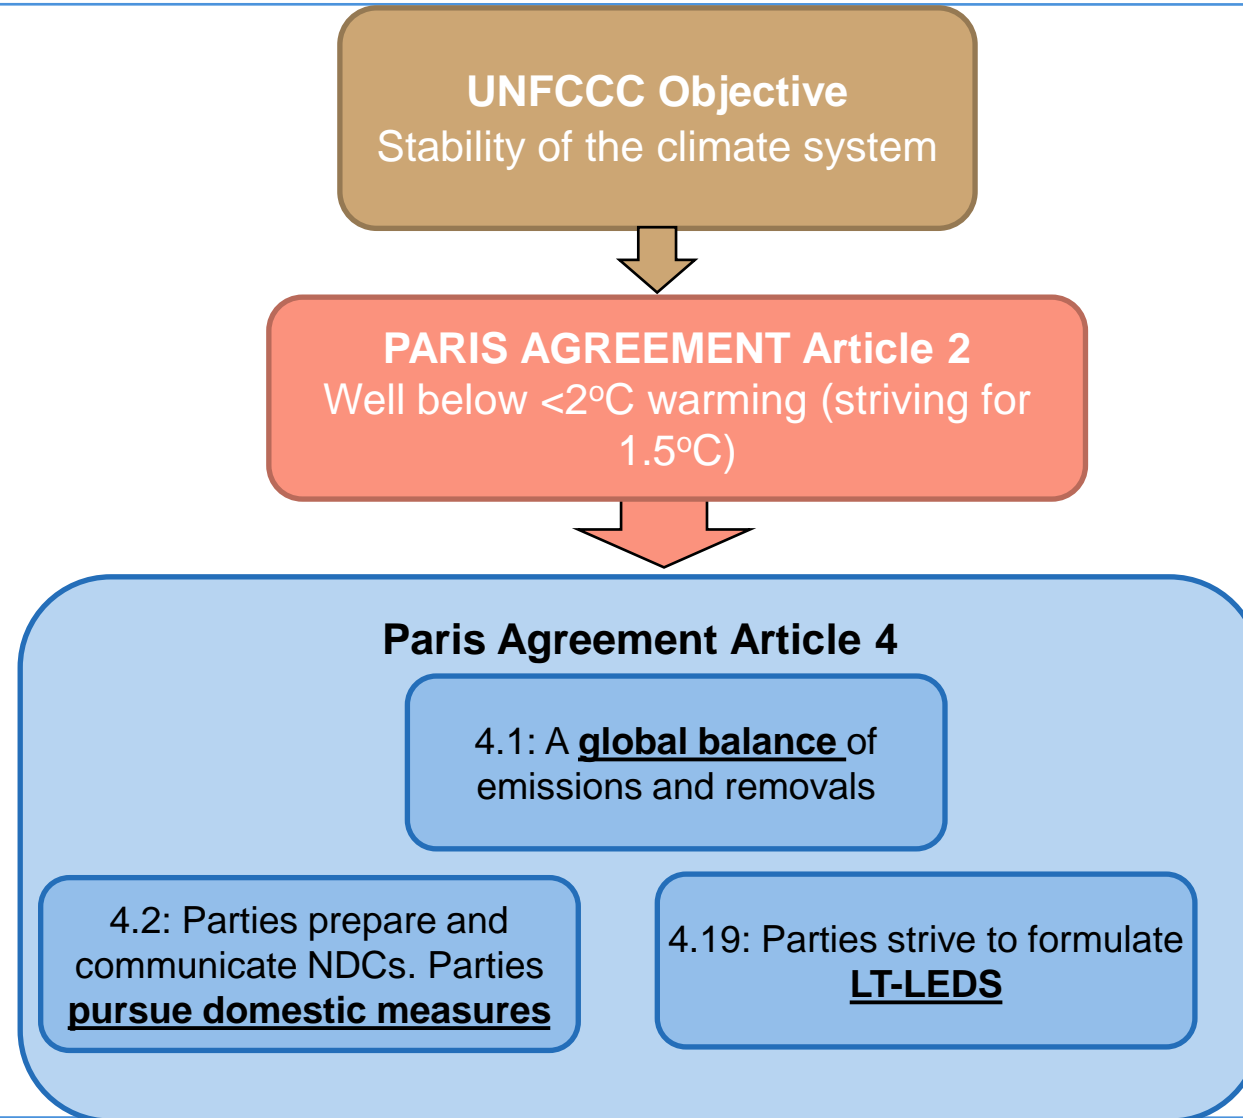 UNFCCC Objective
Stability of the climate system
PARIS AGREEMENT Article 2
Well below <2°C warming (striving for
1.5°C)
Paris Agreement Article 4
4.1: A global balance of
emissions and removals
4.2: Parties prepare and
communicate NDCs. Parties
pursue domestic measures
4.19: Parties strive to formulate
LT-LEDS